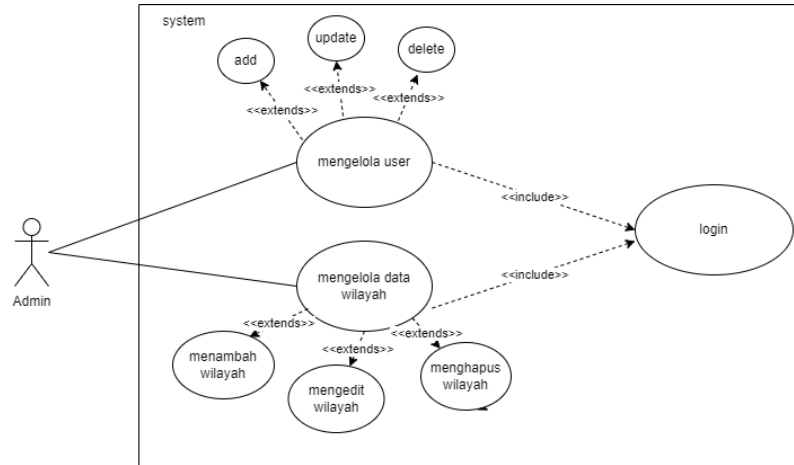 system
add
update
delete
<<extends>>
<<extends>>
<<extends>>
mengelola user
<<include>>
login
Admin
mengelola data
wilayah
<<include>>
<<extends>>
<<extends>>
<<extends>>
menambah
wilayah
mengedit
wilayah
menghapus
wilayah